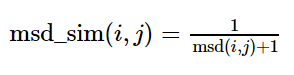 msd_sim(i, j) = 1 / (msd(i,j)+1)